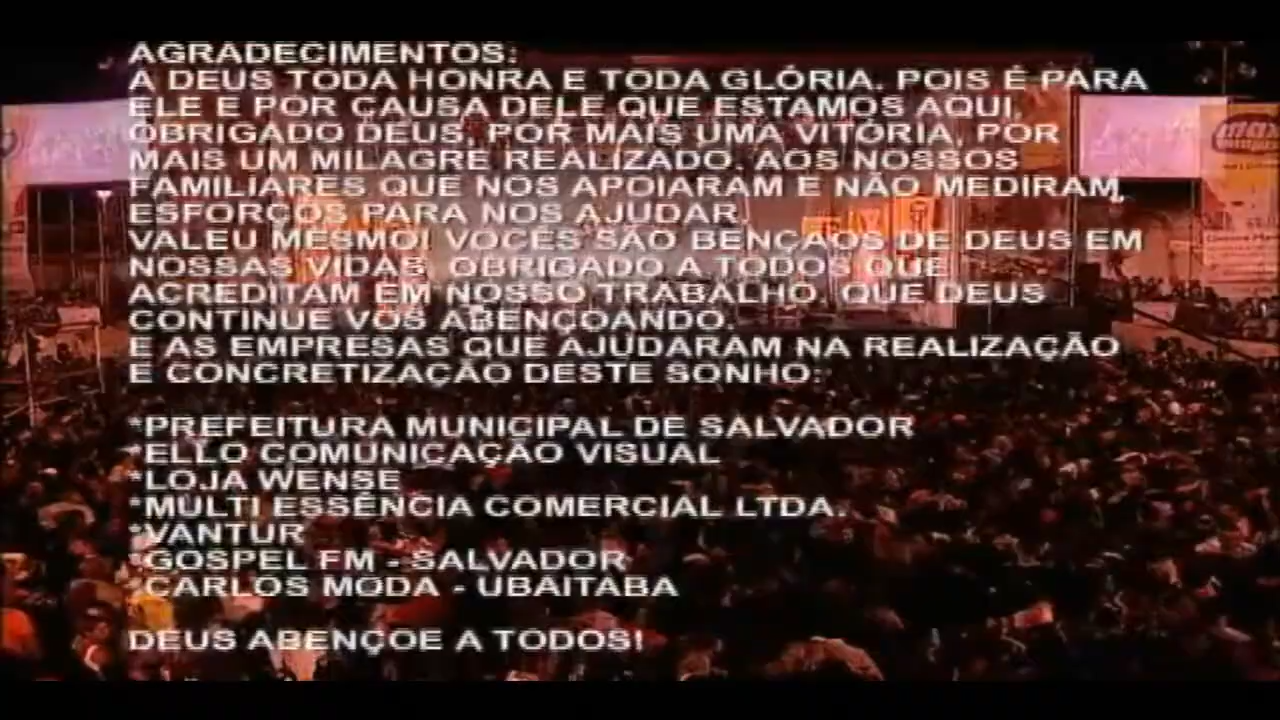 AGRADECIMENTOS:
A DEUS TODA HONRA E TODA GLÓRIA. POIS É PARA
ELE E POR CAUSA DELE QUE ESTAMOS AQUI.
OBRIGADO DEUS, POR MAIS UMA VITÓRIA, POR
MAIS UM MILAGRE REALIZADO. AOS NOSSOS
FAMILIARES QUE NOS APOIARAM E NÃO MEDIRAM
ESFORÇOS PARA NOS AJUDAR.
VALEU MESMO! VOCÊS SÃO BENÇÃOS DE DEUS EM
NOSSAS VIDAS. OBRIGADO A TODOS QUE
ACREDITAM EM NOSSO TRABALHO. QUE DEUS
CONTINUE VOS ABENÇOANDO.
E AS EMPRESAS QUE AJUDARAM NA REALIZAÇÃO
E CONCRETIZAÇÃO DESTE SONHO:
*PREFEITURA MUNICIPAL DE SALVADOR
*ELLO COMUNICAÇÃO VISUAL
*LOJA WENSE
*MULTI ESSÊNCIA COMERCIAL LTDA.
*VANTUR
*GOSPEL FM - SALVADOR
*CARLOS MODA - UBAITABA
DEUS ABENÇOE A TODOS!